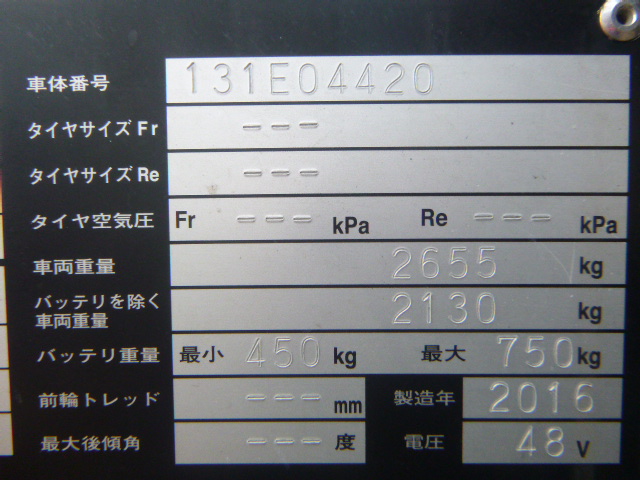 車体番号 131E04420
タイヤサイズ Fr ---
タイヤサイズ Re ---
タイヤ空気圧 Fr --- kPa Re --- kPa
車両重量 2655 kg
バッテリを除く
車両重量 2130 kg
バッテリ重量 最小 450 kg 最大 750 kg
前輪トレッド --- mm 製造年 2016
最大後傾角 --- 度 電圧 48 V